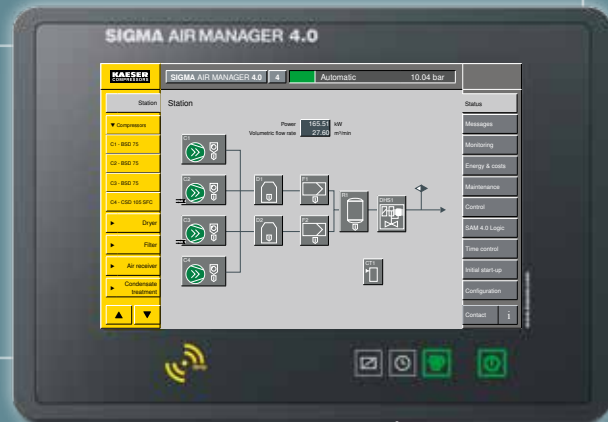 SIGMA AIR MANAGER 4.0
KAESER
COMPRESSORS
SIGMA AIR MANAGER 4.0 4 Automatic 10.04 bar
Station
▼ Compressors
C1 - BSD 75
C2 - BSD 75
C3 - BSD 75
C4 - CSD 105 SFC
► Dryer
► Filter
► Air receiver
► Condensate
treatment
▲ ▼
Station
Power 165.51 kW
Volumetric flow rate 27.60 m³/min
C1
C2 D1 F1
R1 DHS1
C3 D2 F2
C4 CT1
Status
Messages
Monitoring
Energy & costs
Maintenance
Control
SAM 4.0 Logic
Time control
Initial start-up
Configuration
Contact i